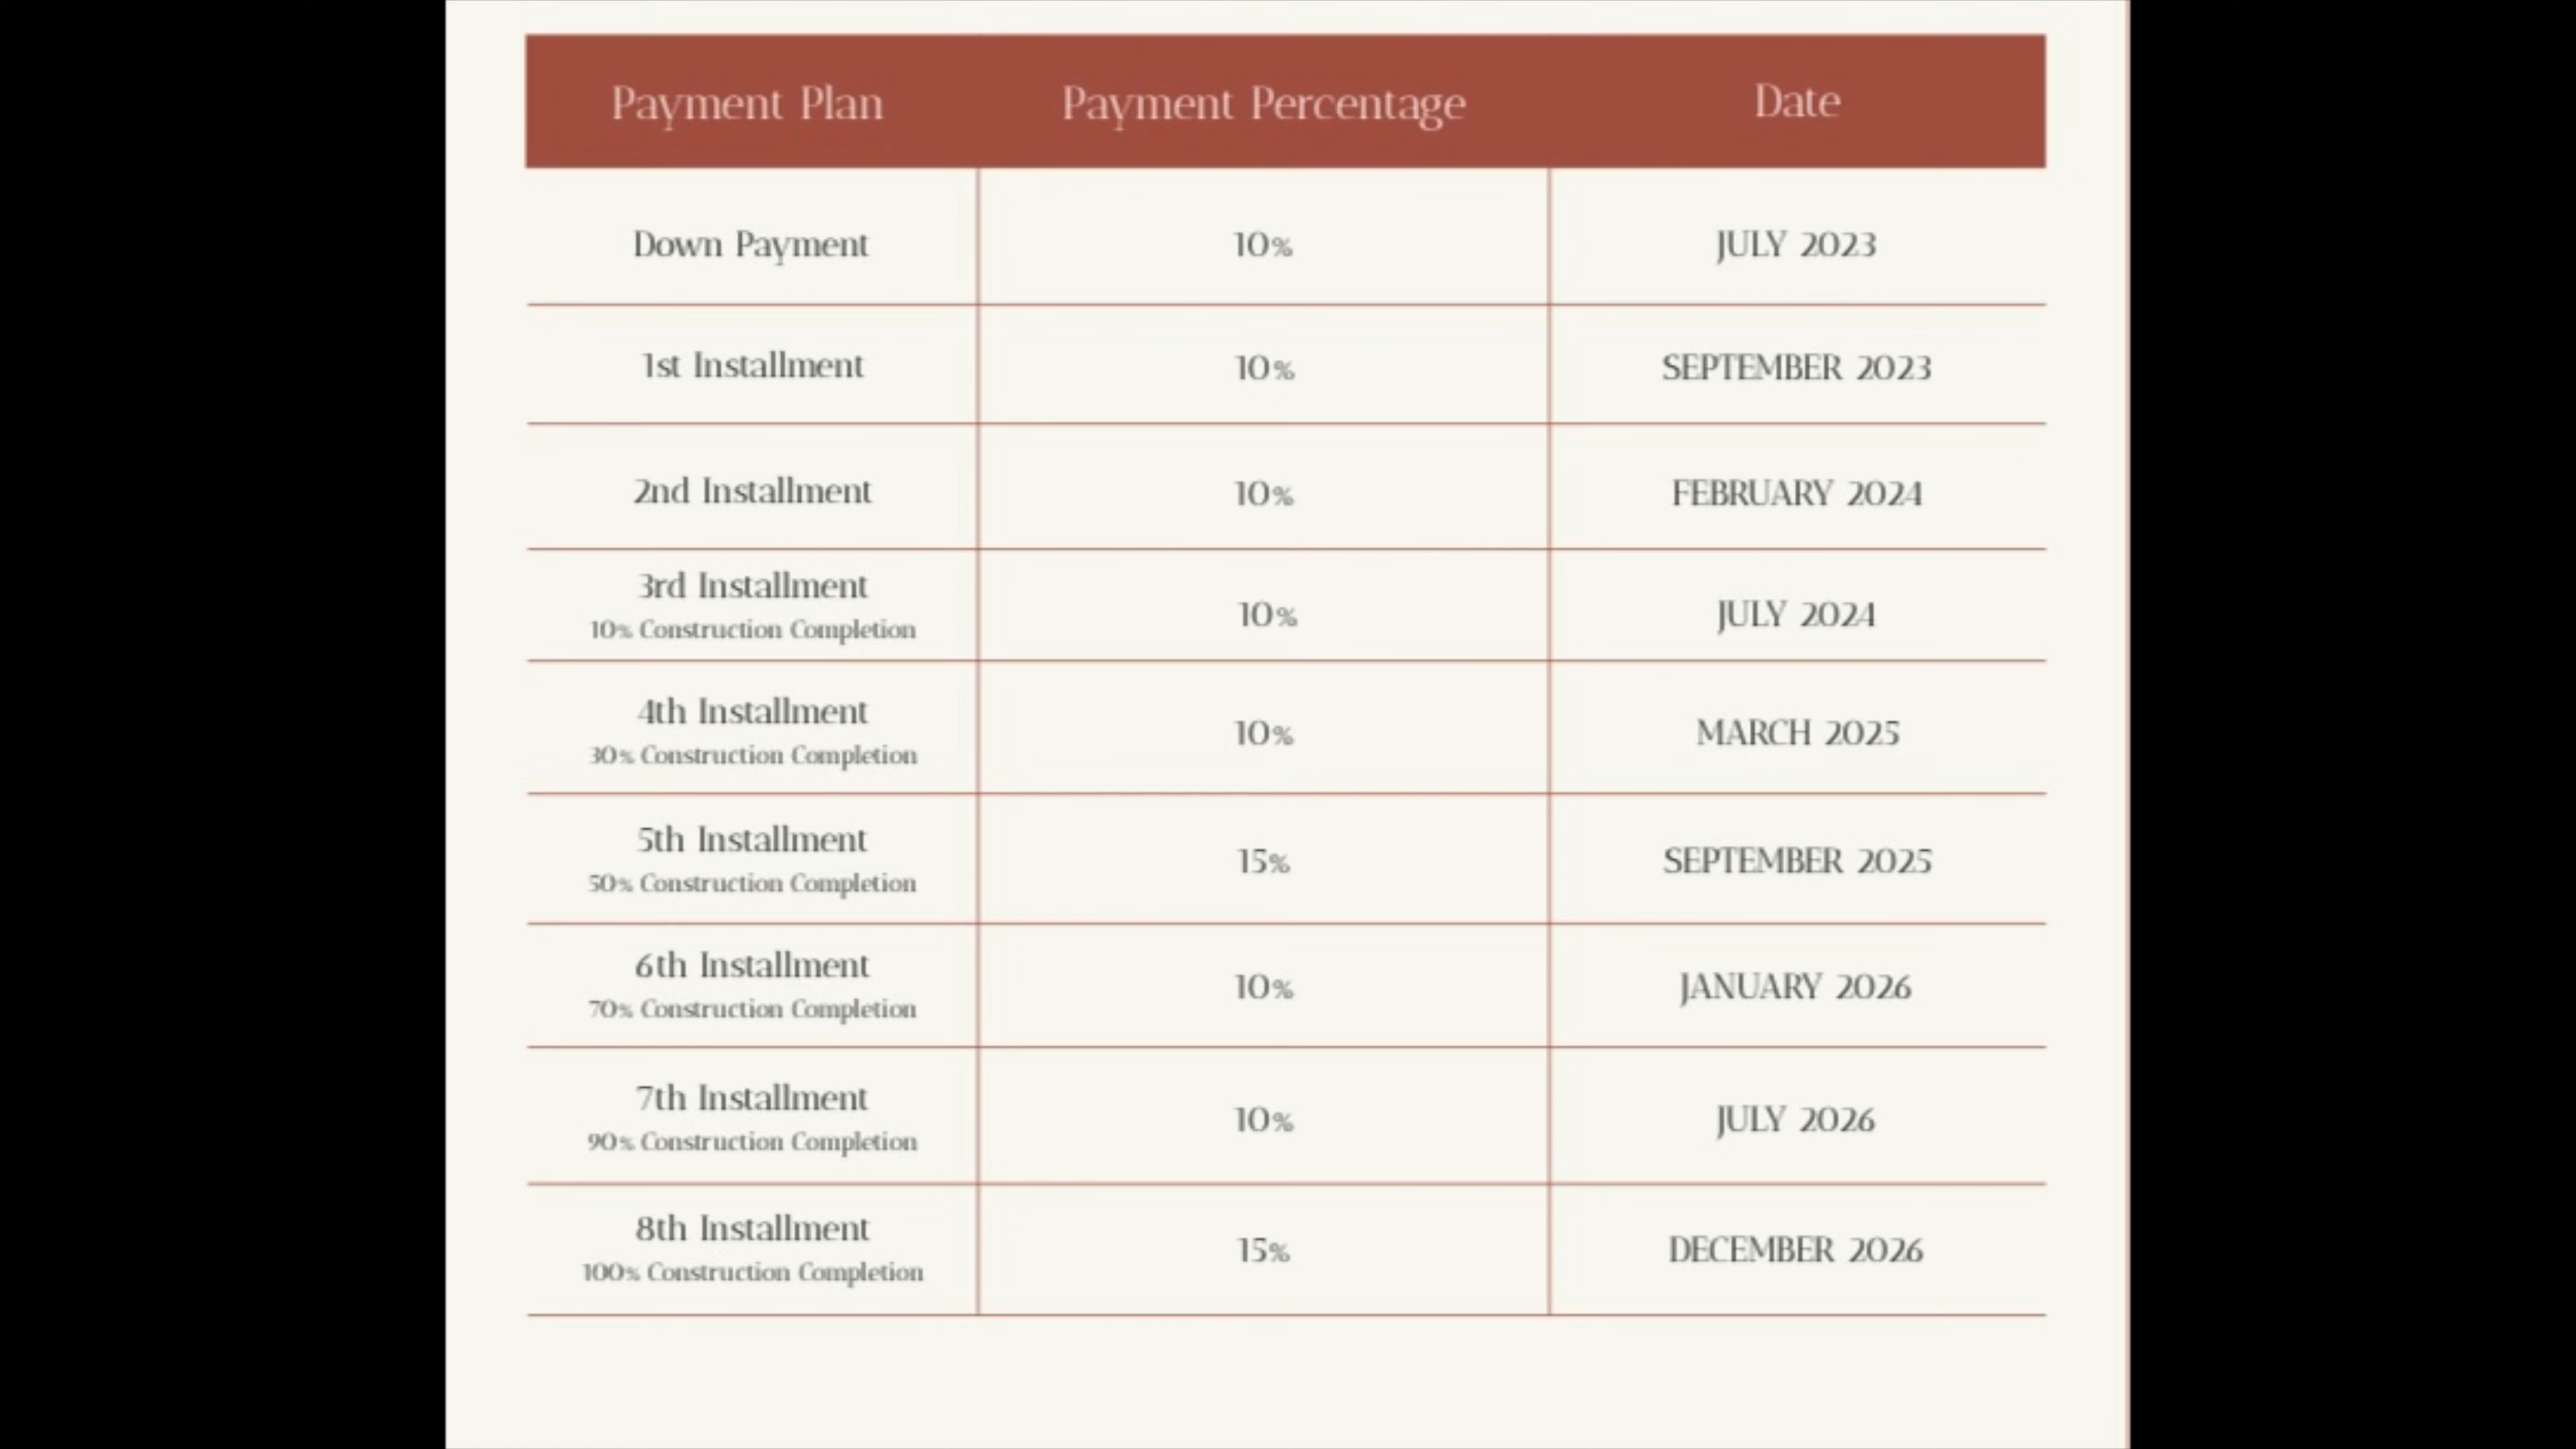 Payment Plan Payment Percentage Date
Down Payment 10% JULY 2023
1st Installment 10% SEPTEMBER 2023
2nd Installment 10% FEBRUARY 2024
3rd Installment
10% Construction Completion 10% JULY 2024
4th Installment
30% Construction Completion 10% MARCH 2025
5th Installment
50% Construction Completion 15% SEPTEMBER 2025
6th Installment
70% Construction Completion 10% JANUARY 2026
7th Installment
90% Construction Completion 10% JULY 2026
8th Installment
100% Construction Completion 15% DECEMBER 2026